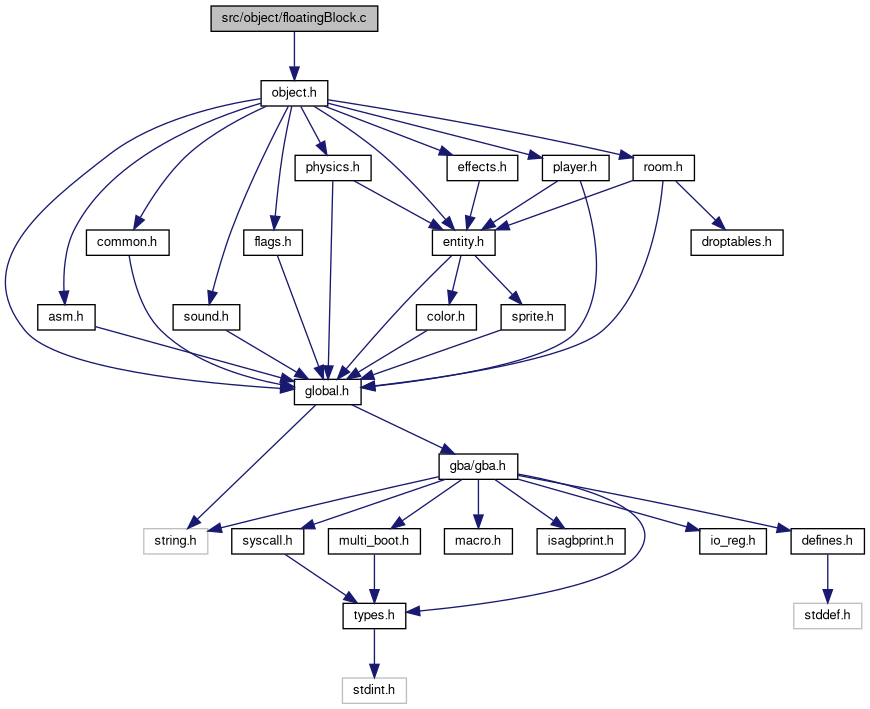 src/object/floatingBlock.c
object.h
physics.h
effects.h
player.h
room.h
common.h
flags.h
entity.h
droptables.h
asm.h
sound.h
color.h
sprite.h
global.h
gba/gba.h
string.h
syscall.h
multi_boot.h
macro.h
isagbprint.h
io_reg.h
defines.h
types.h
stddef.h
stdint.h